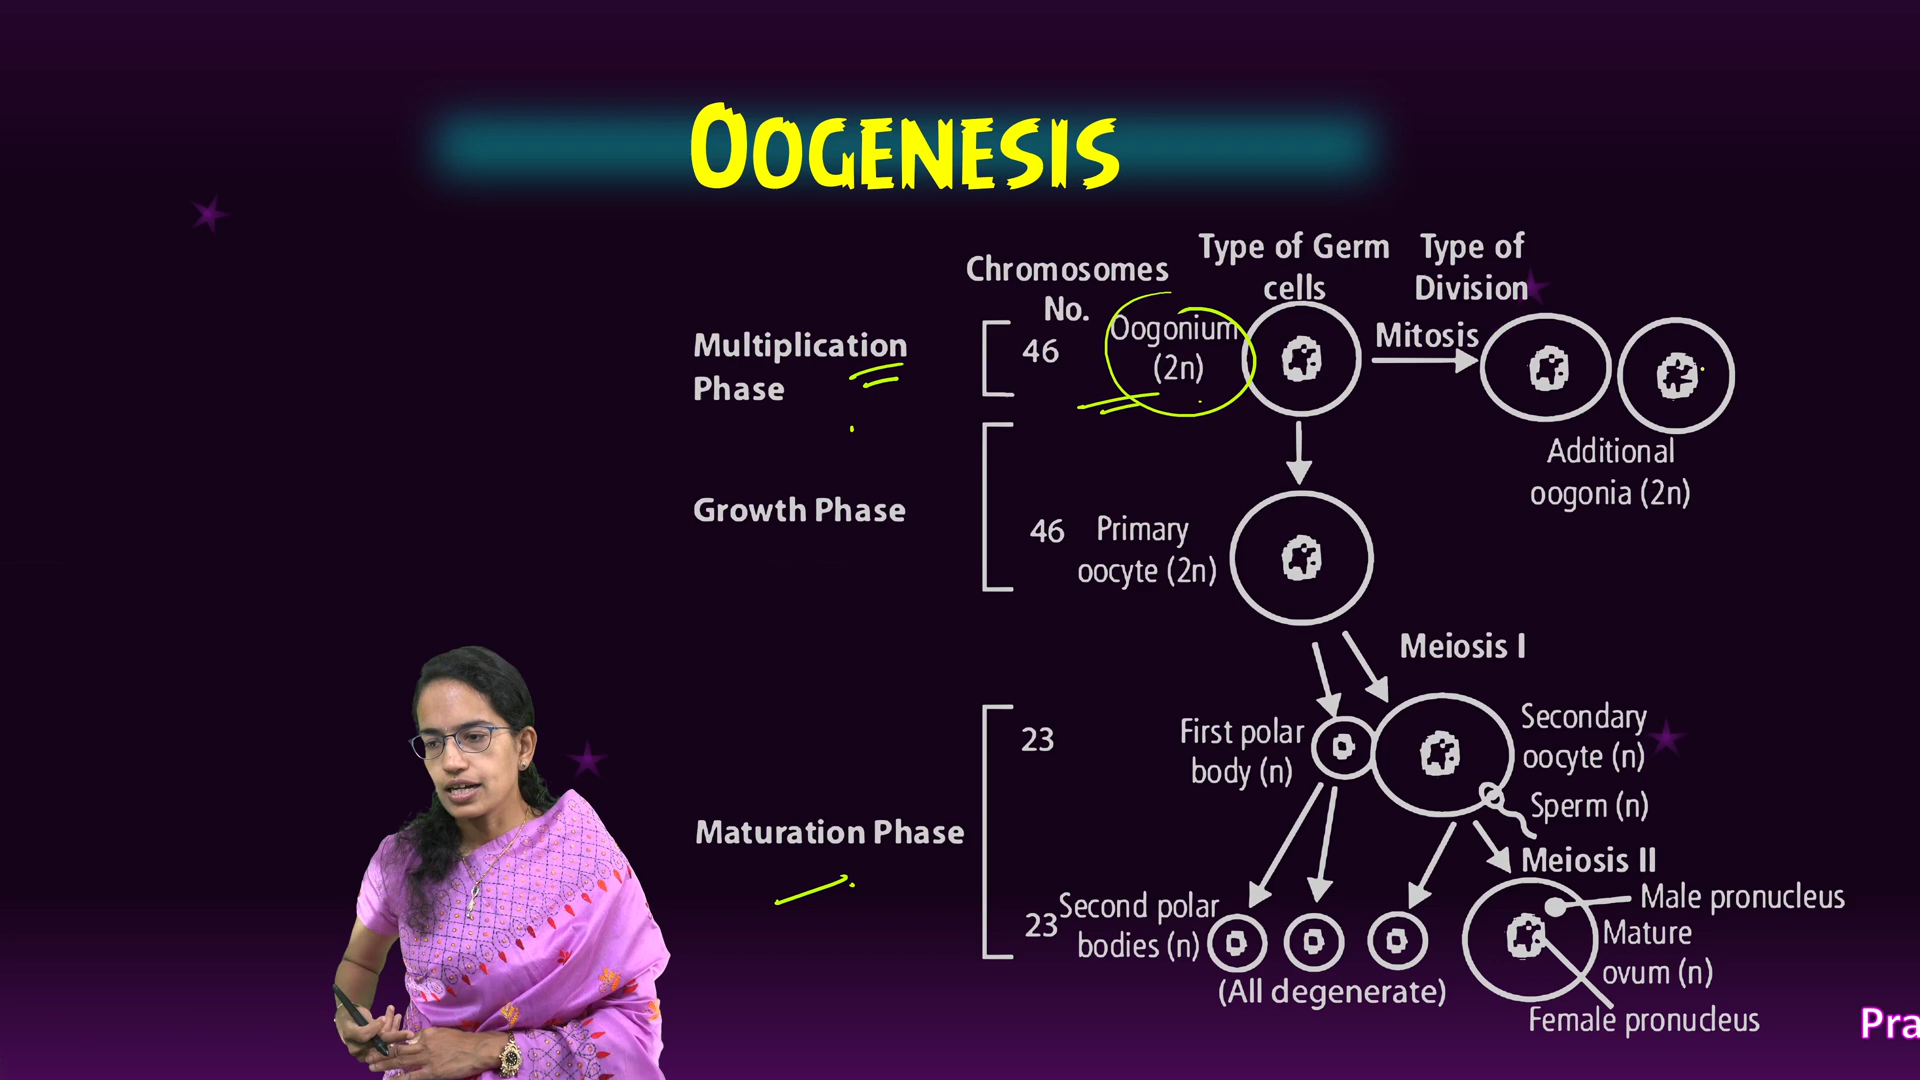 OOGENESIS
Chromosomes
No.
Type of Germ
cells
Type of
Division
Multiplication
Phase
46
Oogonium
(2n)
Mitosis
Additional
oogonia (2n)
Growth Phase
46
Primary
oocyte (2n)
Meiosis I
Maturation Phase
23
First polar
body (n)
Secondary
oocyte (n)
Sperm (n)
Meiosis II
23
Second polar
bodies (n)
(All degenerate)
Male pronucleus
Mature
ovum (n)
Female pronucleus
Pra